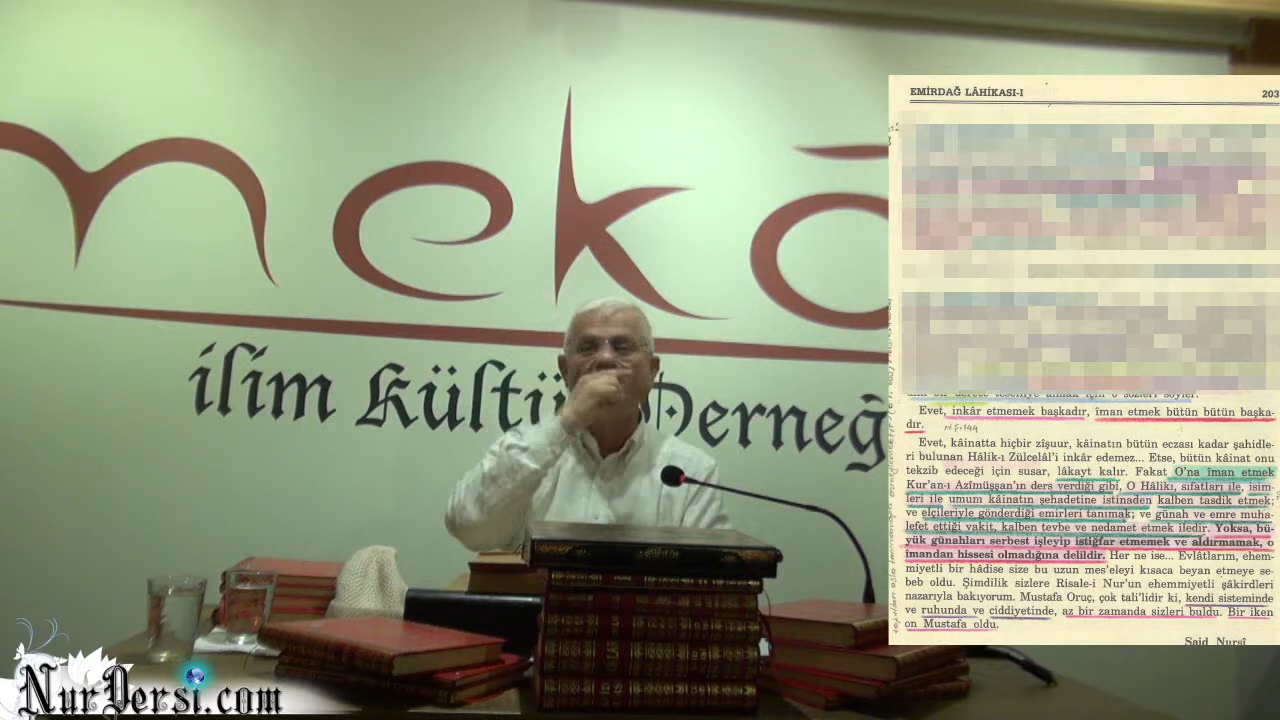 mekâ
ilim Kültür Derneğ
EMİRDAĞ LÂHİKASI-I 203
Evet, inkâr etmemek başkadır, îman etmek bütün bütün başka-
dır.
Evet, kâinatta hiçbir zîşuur, kâinatın bütün eczası kadar şahidle-
ri bulunan Hâlik-ı Zülcelâl'i inkâr edemez... Etse, bütün kâinat onu
tekzib edeceği için susar, lâkayt kalır. Fakat O'na îman etmek
Kur'an-ı Azîmüşşan'ın ders verdiği gibi, O Hâlikı, sıfatları ile, isim-
leri ile umum kâinatın şehadetine istinaden kalben tasdik etmek;
ve elçileriyle gönderdiği emirleri tanımak; ve günah ve emre muha-
lefet ettiği vakit, kalben tevbe ve nedamet etmek iledir. Yoksa, bü-
yük günahları serbest işleyip istiğfar etmemek ve aldırmamak, o
îmandan hissesi olmadığına delildir. Her ne ise... Evlâtlarım, ehem-
miyetli bir hâdise size bu uzun mes'eleyi kısaca beyan etmeye se-
beb oldu. Şimdilik sizlere Risale-i Nur'un ehemmiyetli şâkirdleri
nazarıyla bakıyorum. Mustafa Oruç, çok tali'lidir ki, kendi sisteminde
ve ruhunda ve ciddiyetinde, az bir zamanda sizleri buldu. Bir iken
on Mustafa oldu.
Said Nursî
NurDersi.com